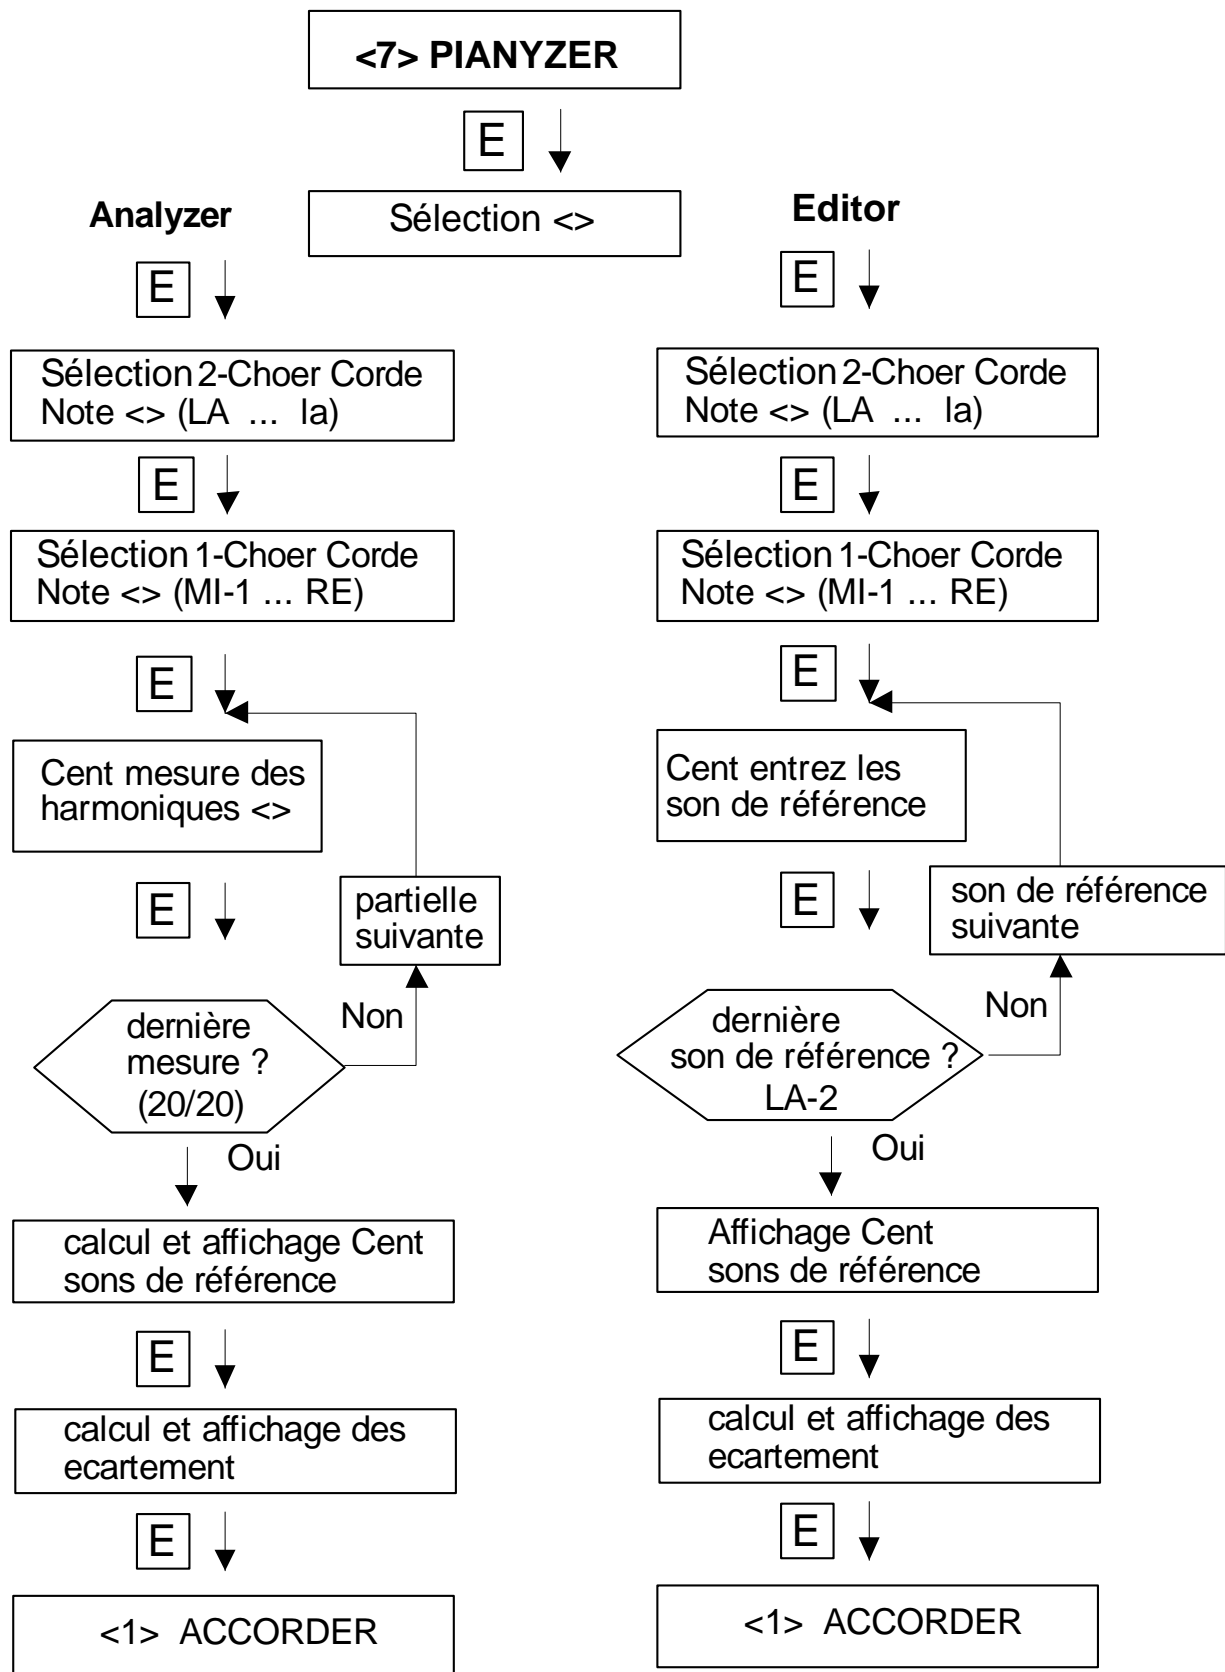 <7> PIANYZER
E
Sélection <>
Analyzer
E
Sélection 2-Choer Corde
Note <> (LA ... la)
E
Sélection 1-Choer Corde
Note <> (MI-1 ... RE)
E
Cent mesure des
harmoniques <>
E
partielle
suivante
Non
dernière
mesure ?
(20/20)
Oui
calcul et affichage Cent
sons de référence
E
calcul et affichage des
ecartement
E
<1> ACCORDER
Editor
E
Sélection 2-Choer Corde
Note <> (LA ... la)
E
Sélection 1-Choer Corde
Note <> (MI-1 ... RE)
E
Cent entrez les
son de référence
E
son de référence
suivante
Non
dernière
son de référence ?
LA-2
Oui
Affichage Cent
sons de référence
E
calcul et affichage des
ecartement
E
<1> ACCORDER